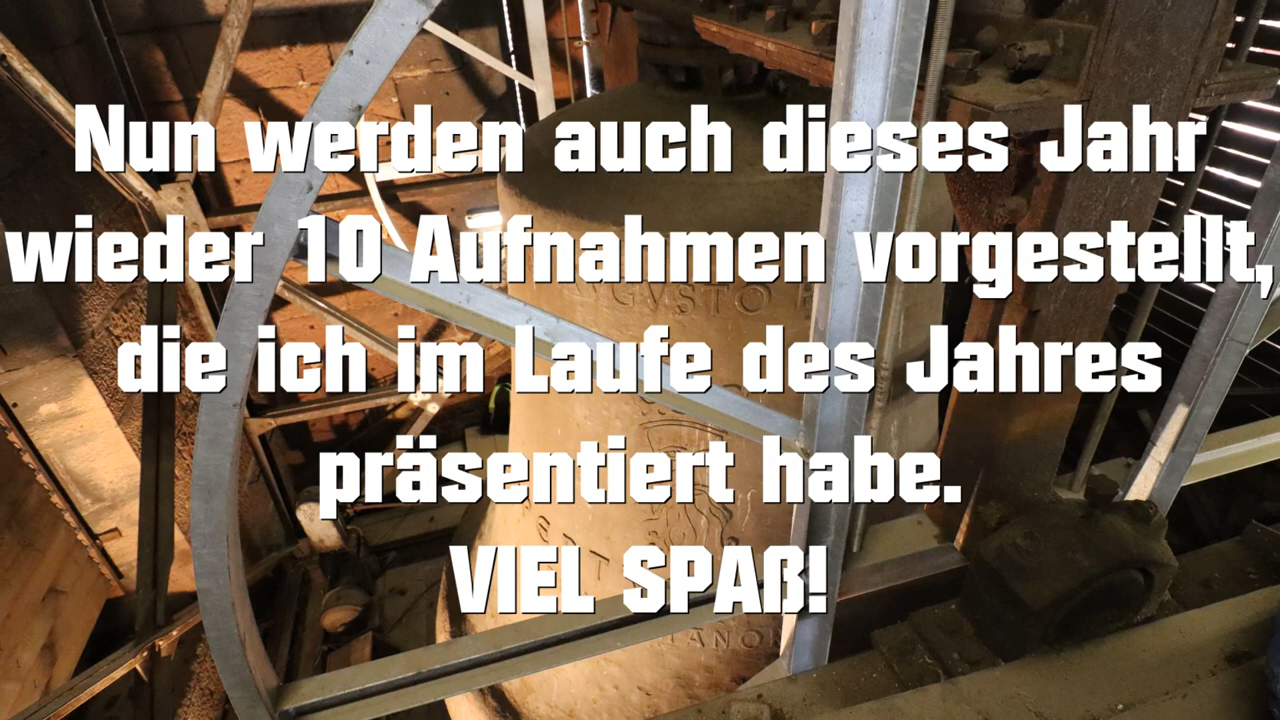 Nun werden auch dieses Jahr
wieder 10 Aufnahmen vorgestellt,
die ich im Laufe des Jahres
präsentiert habe.
VIEL SPAß!